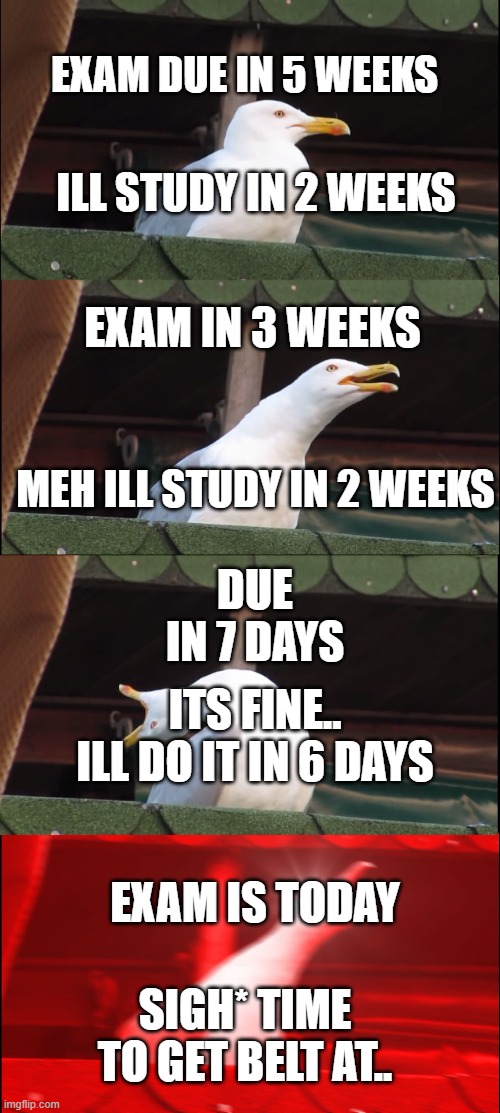 EXAM DUE IN 5 WEEKS
ILL STUDY IN 2 WEEKS
EXAM IN 3 WEEKS
MEH ILL STUDY IN 2 WEEKS
DUE
IN 7 DAYS
ITS FINE..
ILL DO IT IN 6 DAYS
EXAM IS TODAY
SIGH* TIME
TO GET BELT AT..
imgflip.com